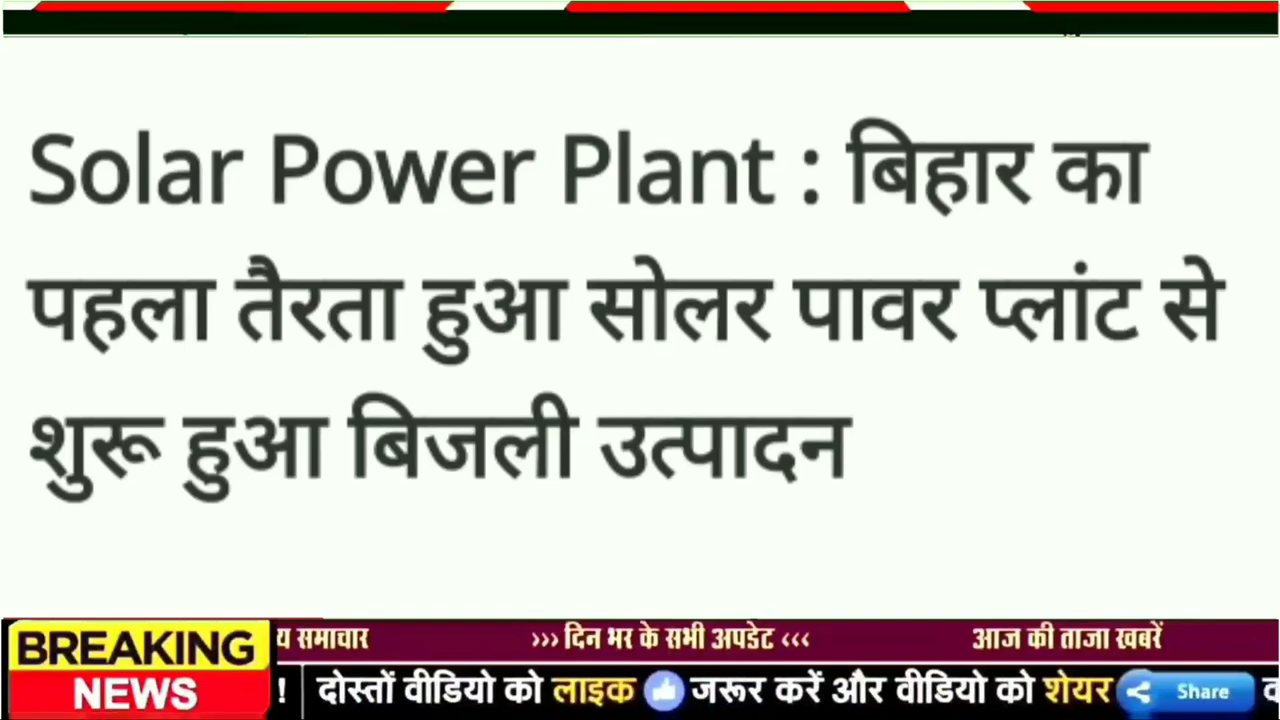 Solar Power Plant : बिहार का
पहला तैरता हुआ सोलर पावर प्लांट से
शुरू हुआ बिजली उत्पादन
BREAKING
NEWS
समाचार ››› दिन भर के सभी अपडेट ‹‹‹ आज की ताजा खबरें
! दोस्तों वीडियो को लाइक जरूर करें और वीडियो को शेयर Share